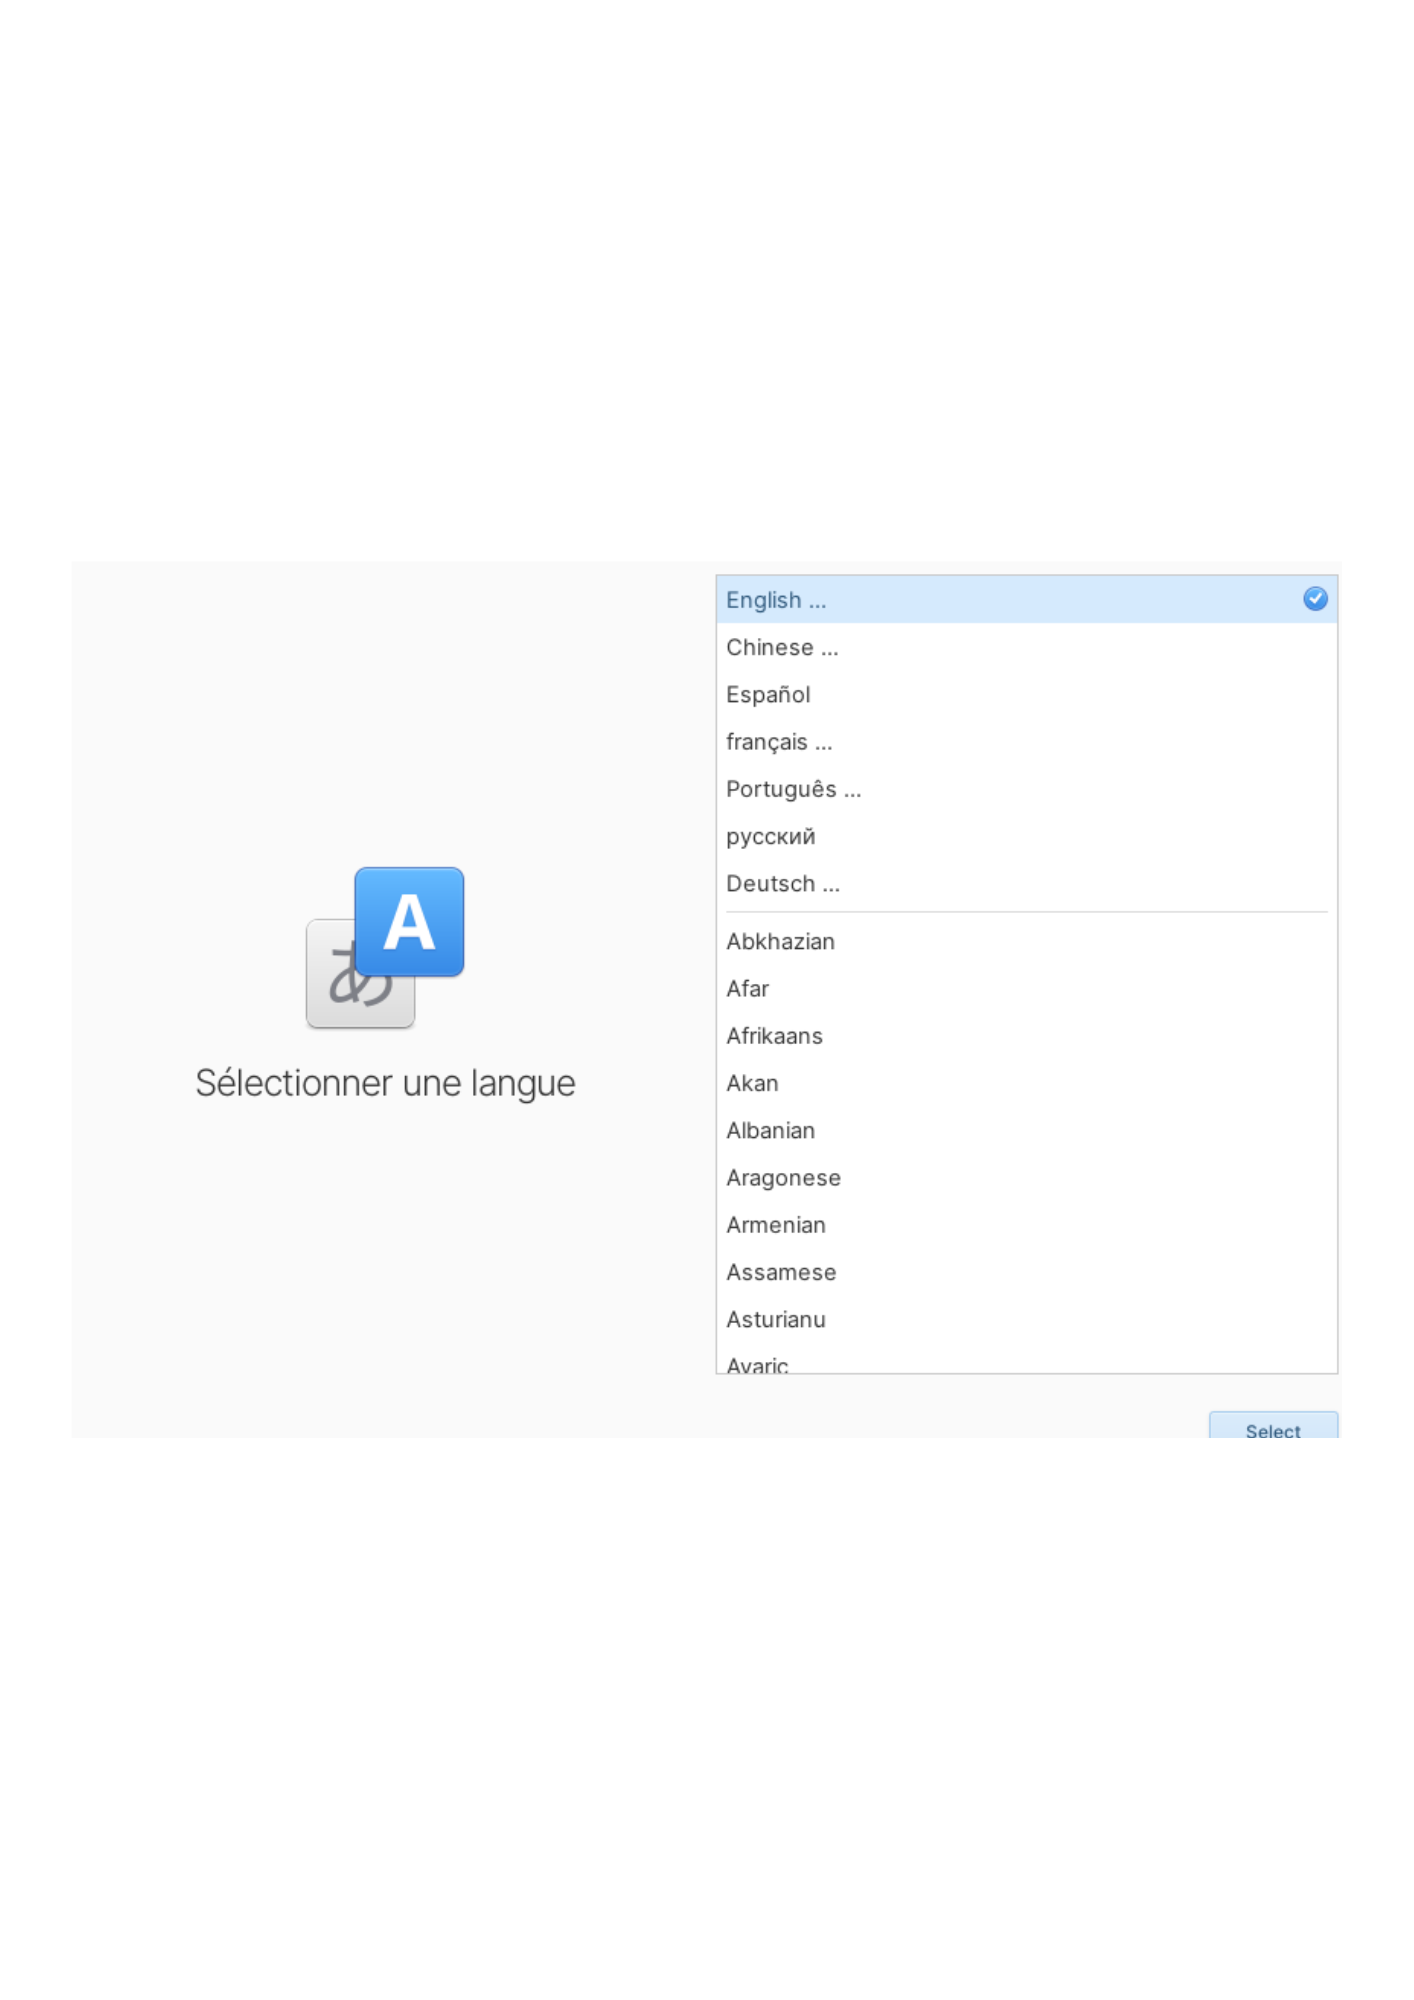 あ
A
Sélectionner une langue
English ...
Chinese ...
Español
français ...
Português ...
русский
Deutsch ...
Abkhazian
Afar
Afrikaans
Akan
Albanian
Aragonese
Armenian
Assamese
Asturianu
Avaric
Select